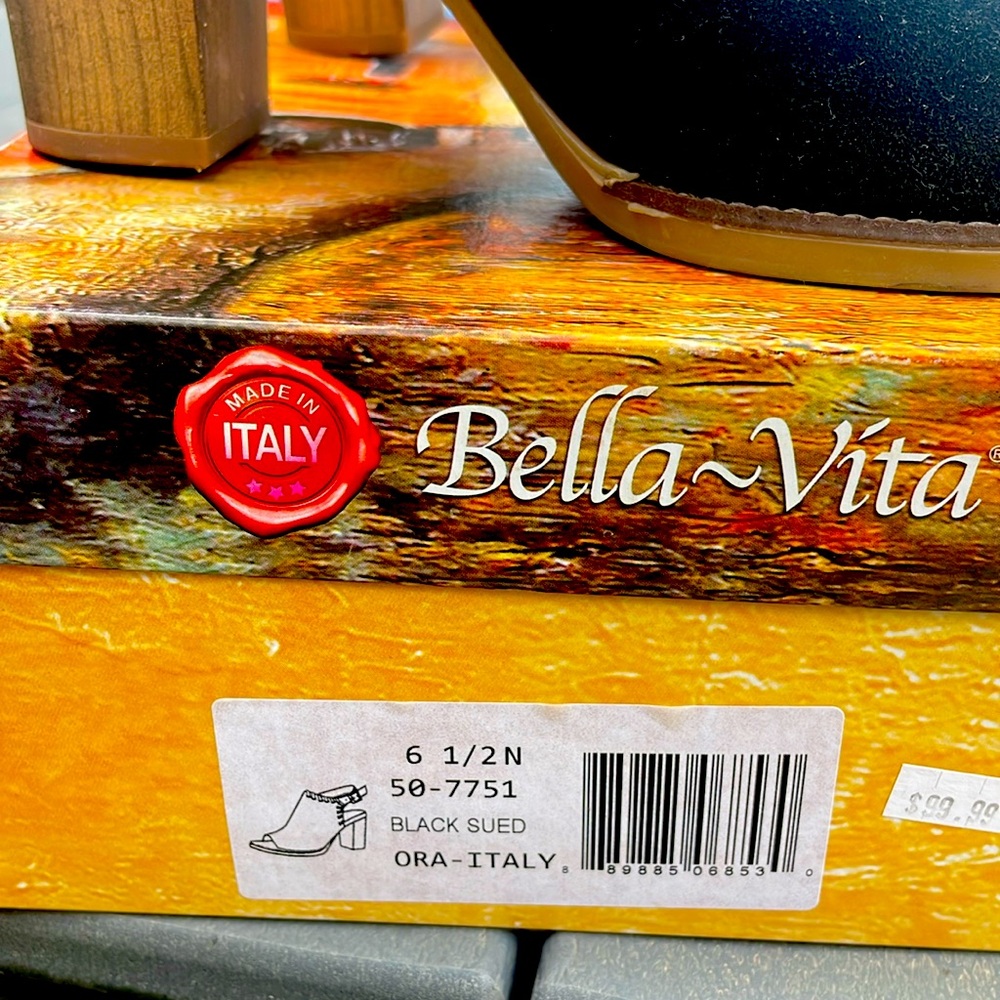 MADE IN
ITALY
Bella~Vita®
6 1/2N
50-7751
BLACK SUED
ORA-ITALY
8 89885 06853 0
$99.99